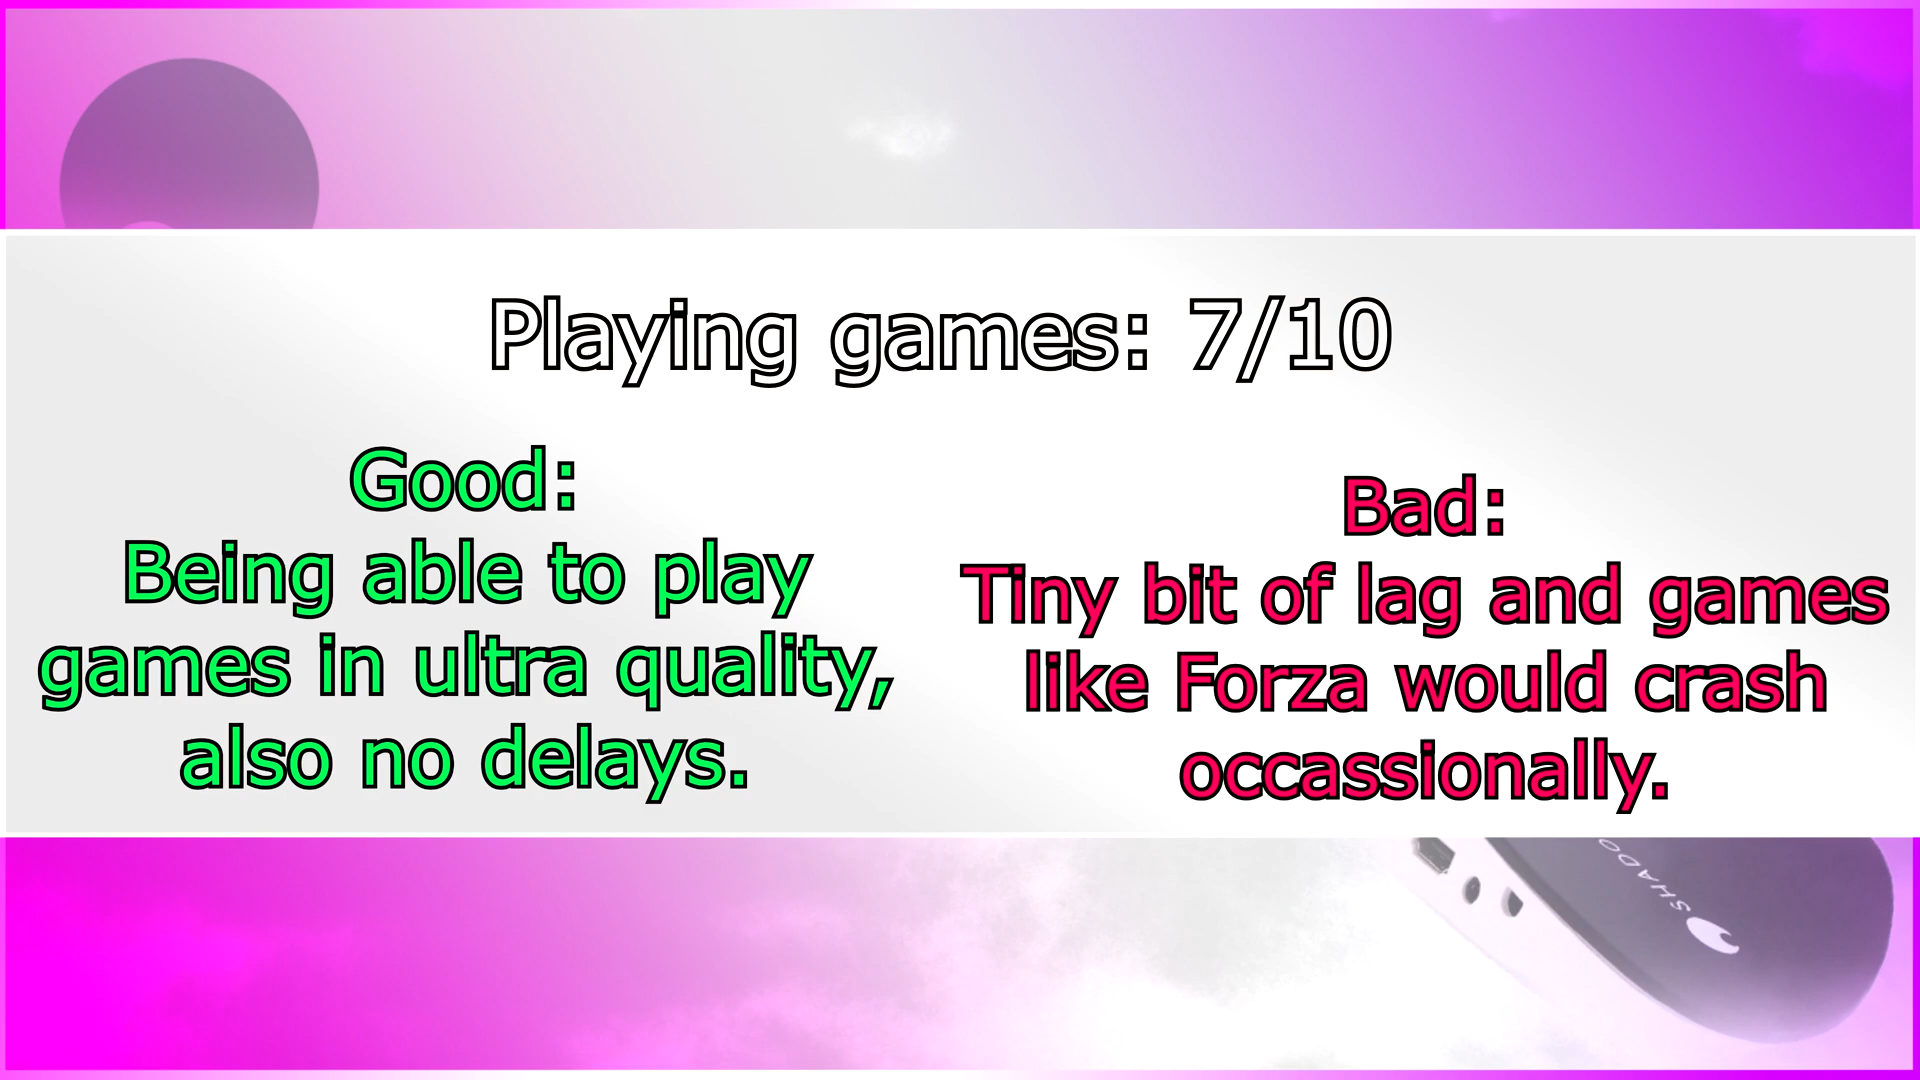 Playing games: 7/10
Good:
Being able to play
games in ultra quality,
also no delays.
Bad:
Tiny bit of lag and games
like Forza would crash
occassionally.
SHADO